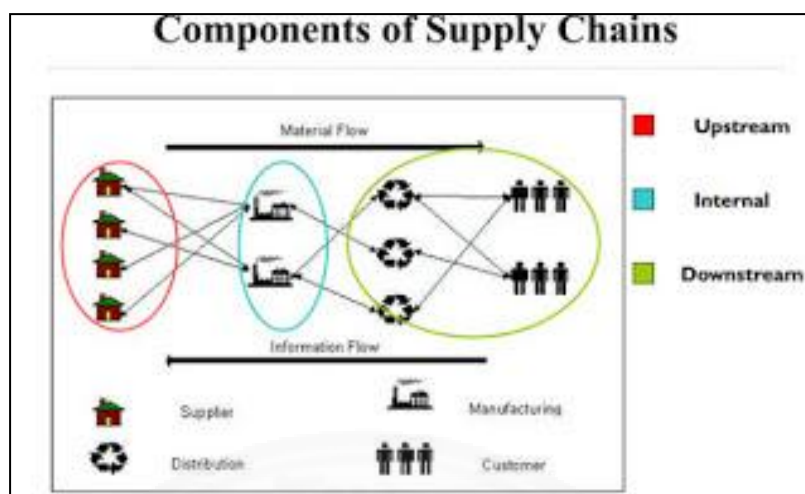 Components of Supply Chains
Material Flow
Upstream
Internal
Downstream
Information Flow
Supplier
Manufacturing
Distribution
Customer